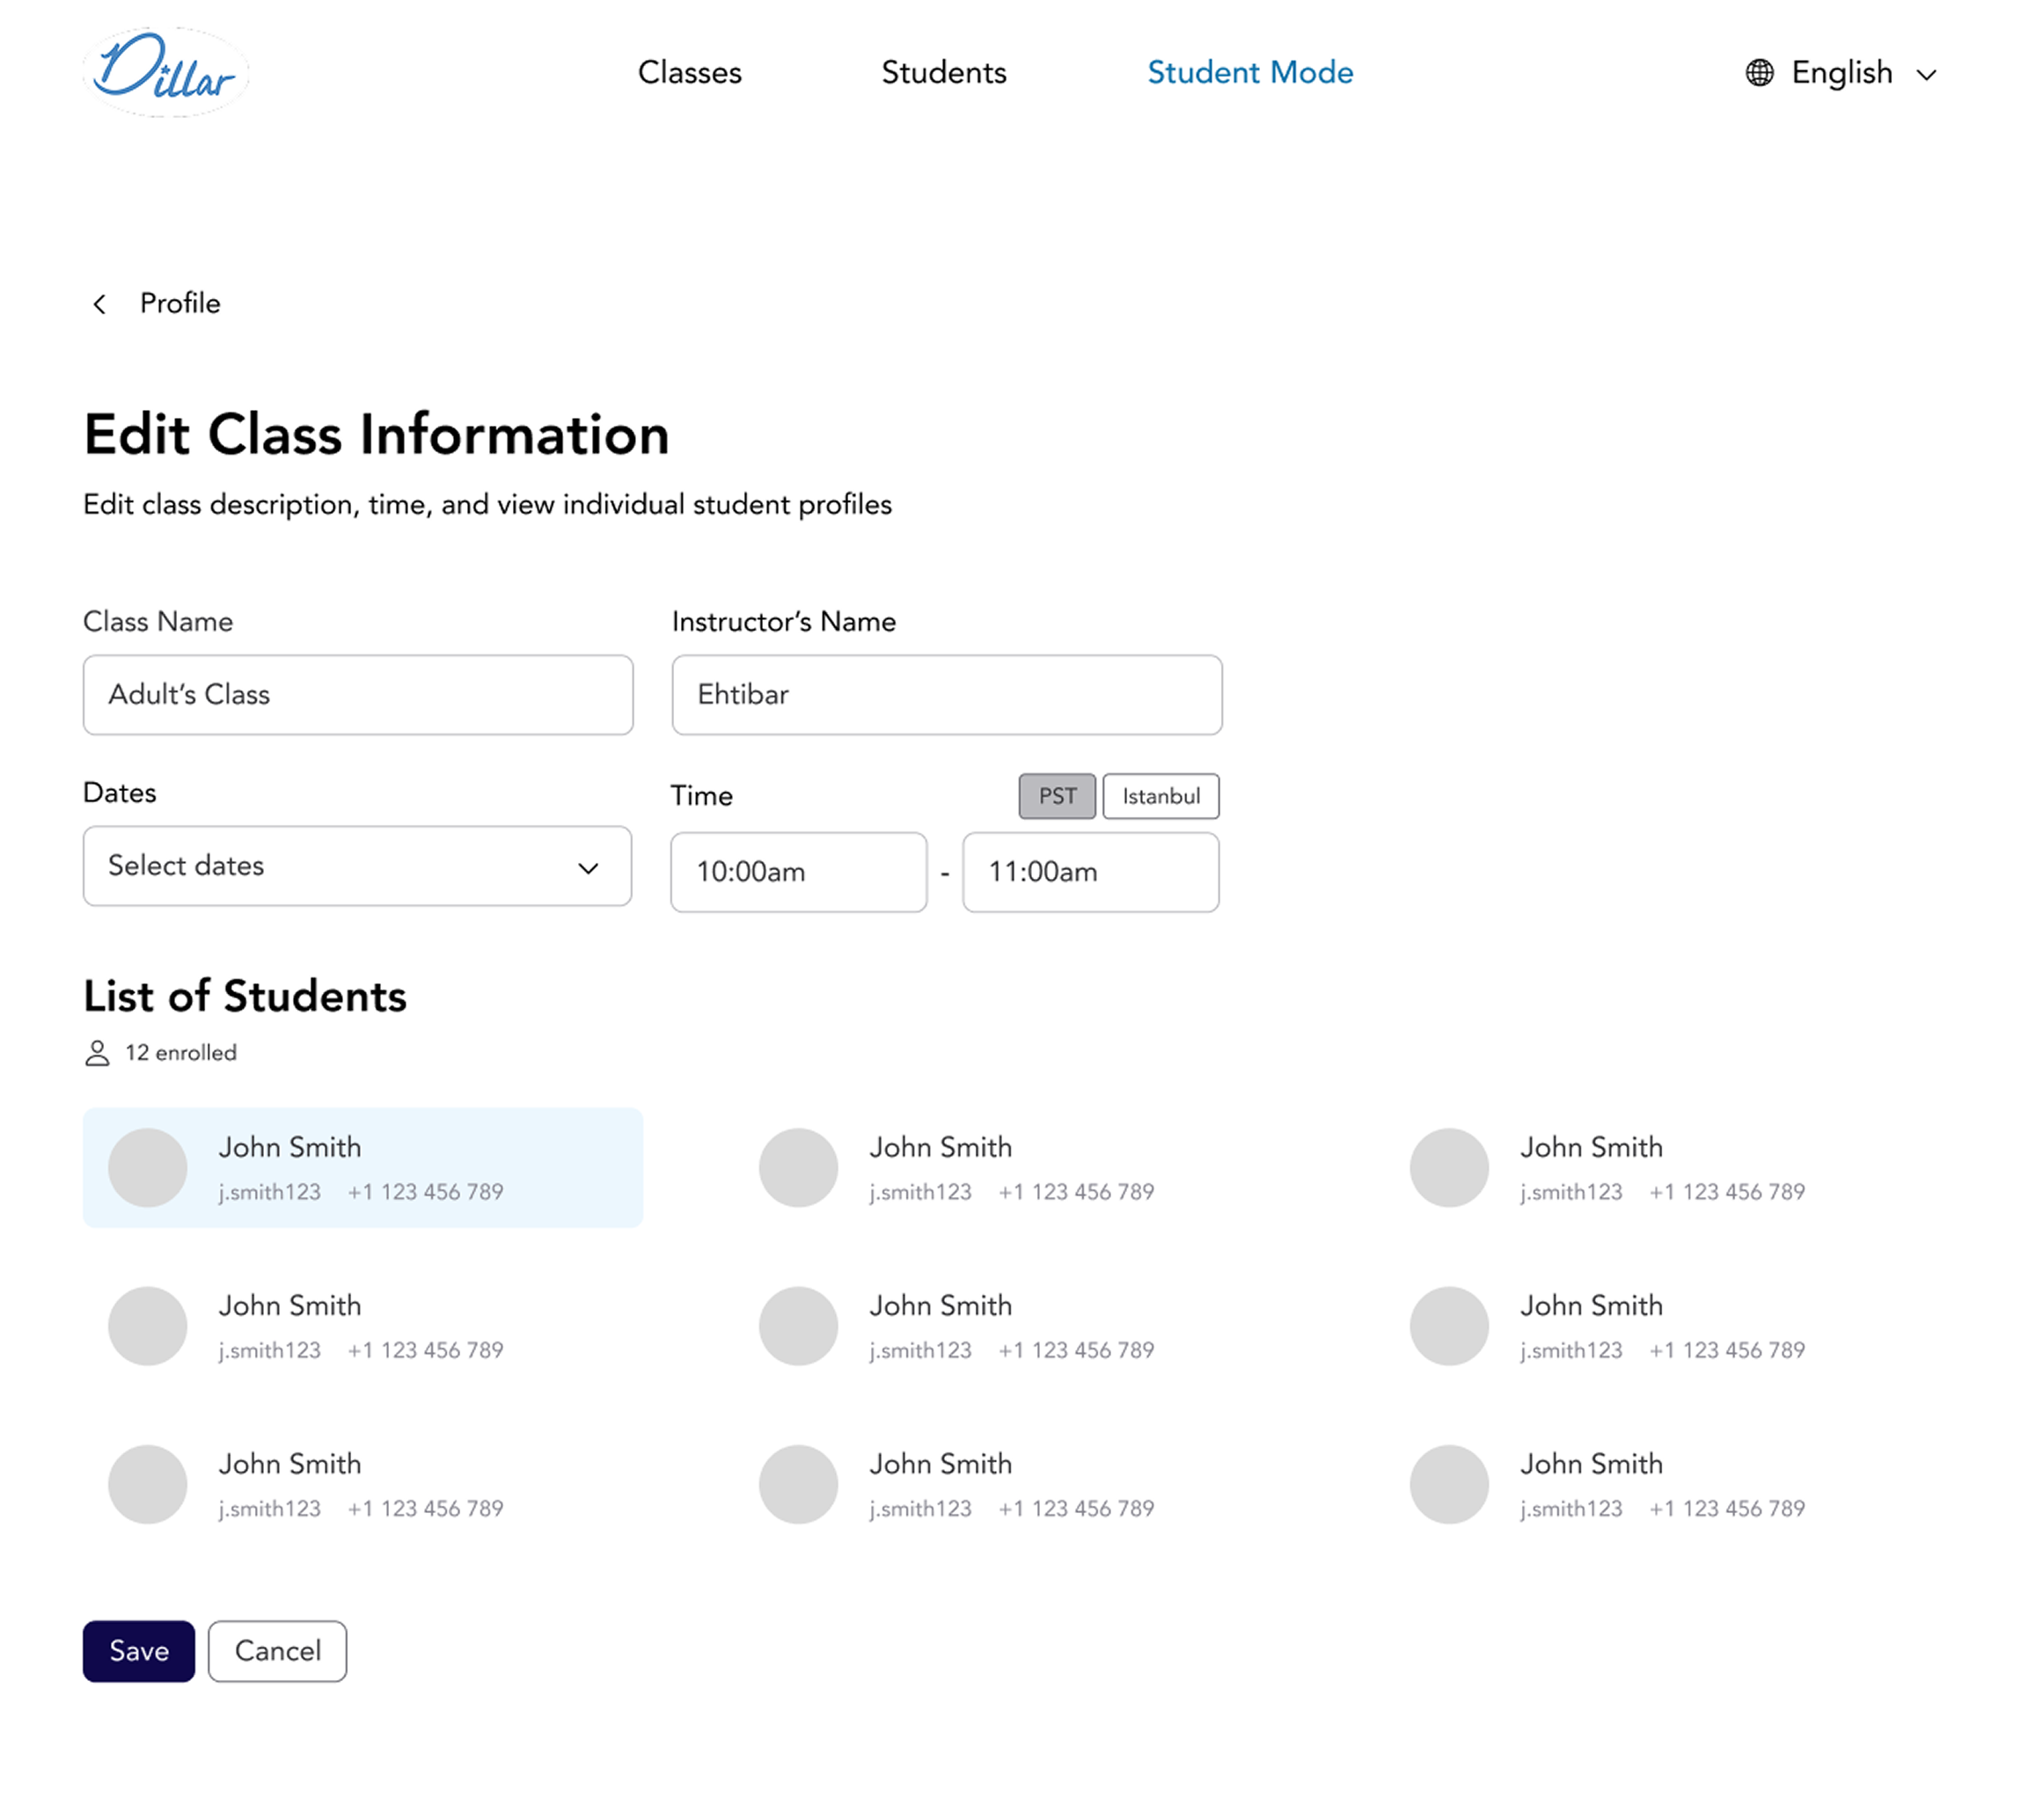 Dillar
Classes Students Student Mode English
Profile
Edit Class Information
Edit class description, time, and view individual student profiles
Class Name Instructor’s Name
Adult’s Class Ehtibar
Dates Time PST Istanbul
Select dates 10:00am - 11:00am
List of Students
12 enrolled
John Smith John Smith John Smith
j.smith123 +1 123 456 789 j.smith123 +1 123 456 789 j.smith123 +1 123 456 789
John Smith John Smith John Smith
j.smith123 +1 123 456 789 j.smith123 +1 123 456 789 j.smith123 +1 123 456 789
John Smith John Smith John Smith
j.smith123 +1 123 456 789 j.smith123 +1 123 456 789 j.smith123 +1 123 456 789
Save Cancel